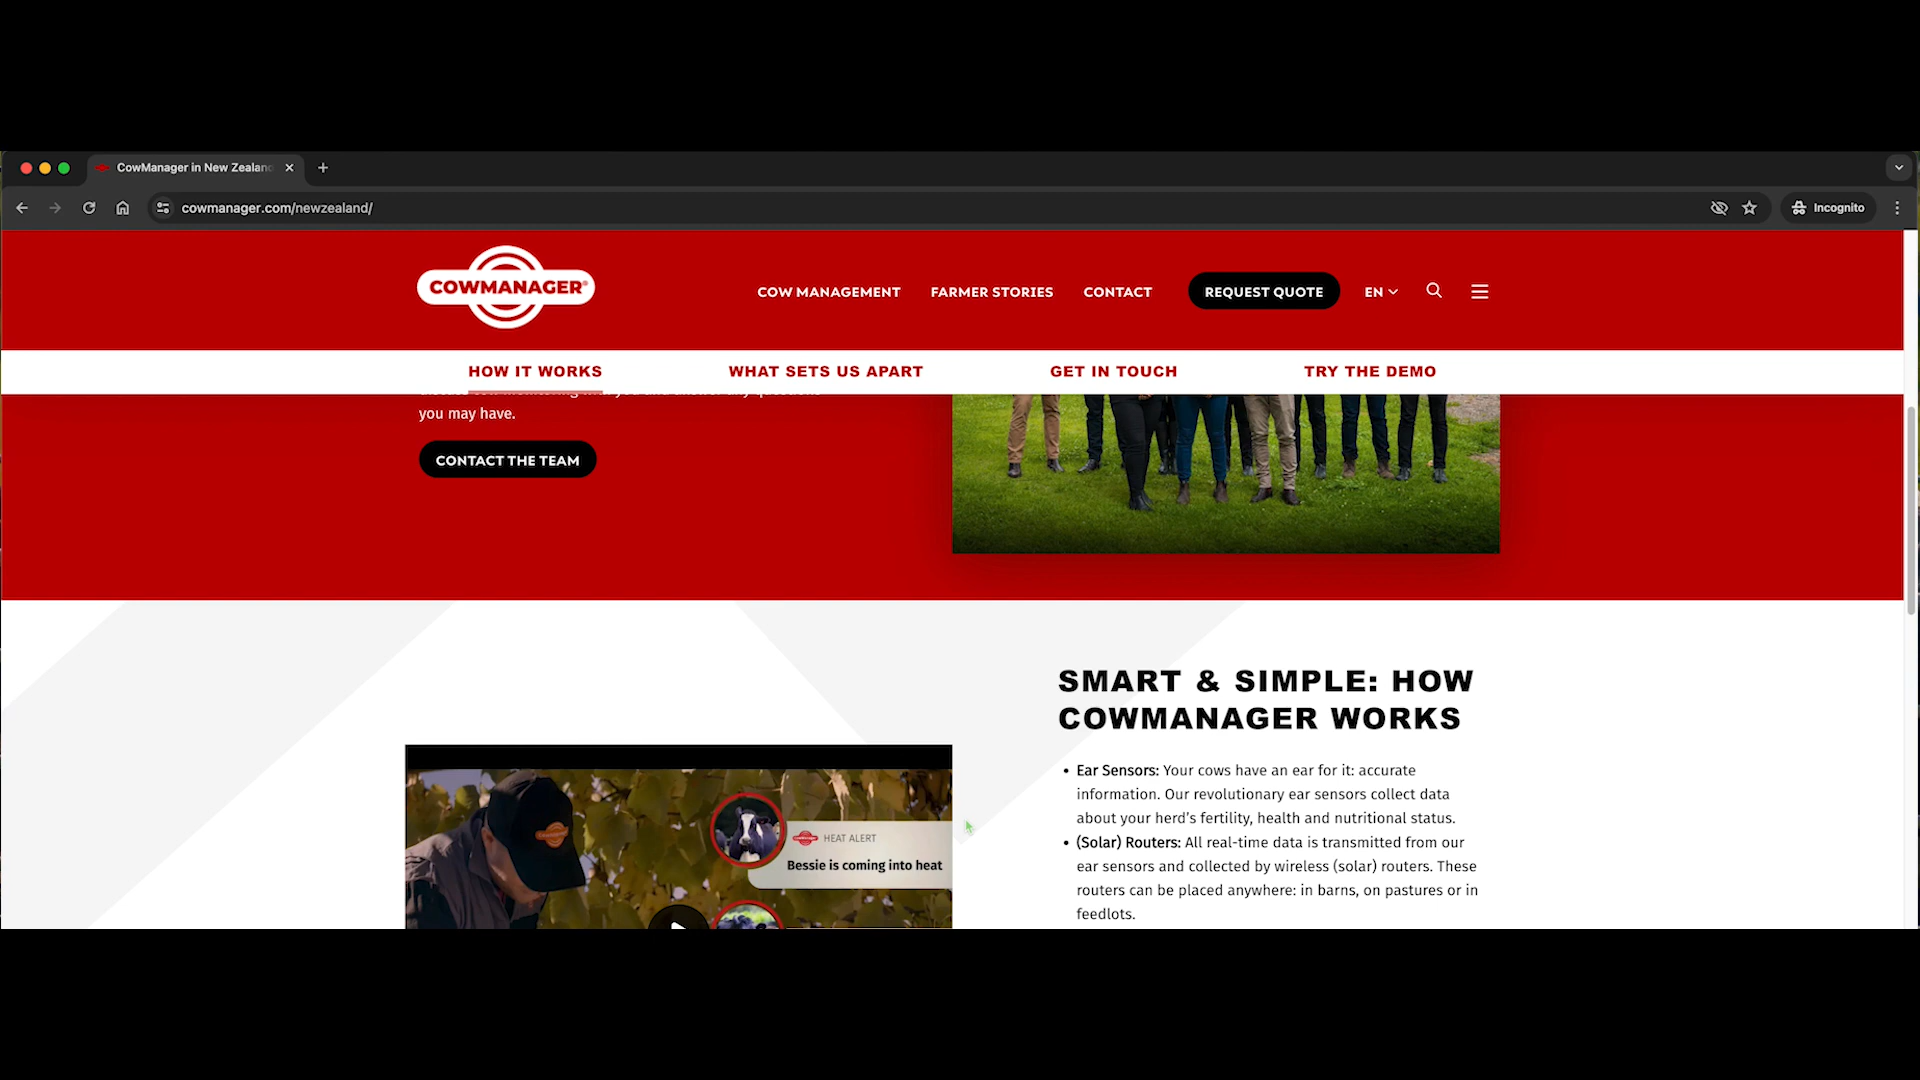 CowManager in New Zealan
cowmanager.com/newzealand/
Incognito
COWMANAGER®
COW MANAGEMENT
FARMER STORIES
CONTACT
REQUEST QUOTE
EN
HOW IT WORKS
WHAT SETS US APART
GET IN TOUCH
TRY THE DEMO
you may have.
CONTACT THE TEAM
SMART & SIMPLE: HOW
COWMANAGER WORKS
• Ear Sensors: Your cows have an ear for it: accurate
information. Our revolutionary ear sensors collect data
about your herd's fertility, health and nutritional status.
• (Solar) Routers: All real-time data is transmitted from our
ear sensors and collected by wireless (solar) routers. These
routers can be placed anywhere: in barns, on pastures or in
feedlots.
HEAT ALERT
Bessie is coming into heat